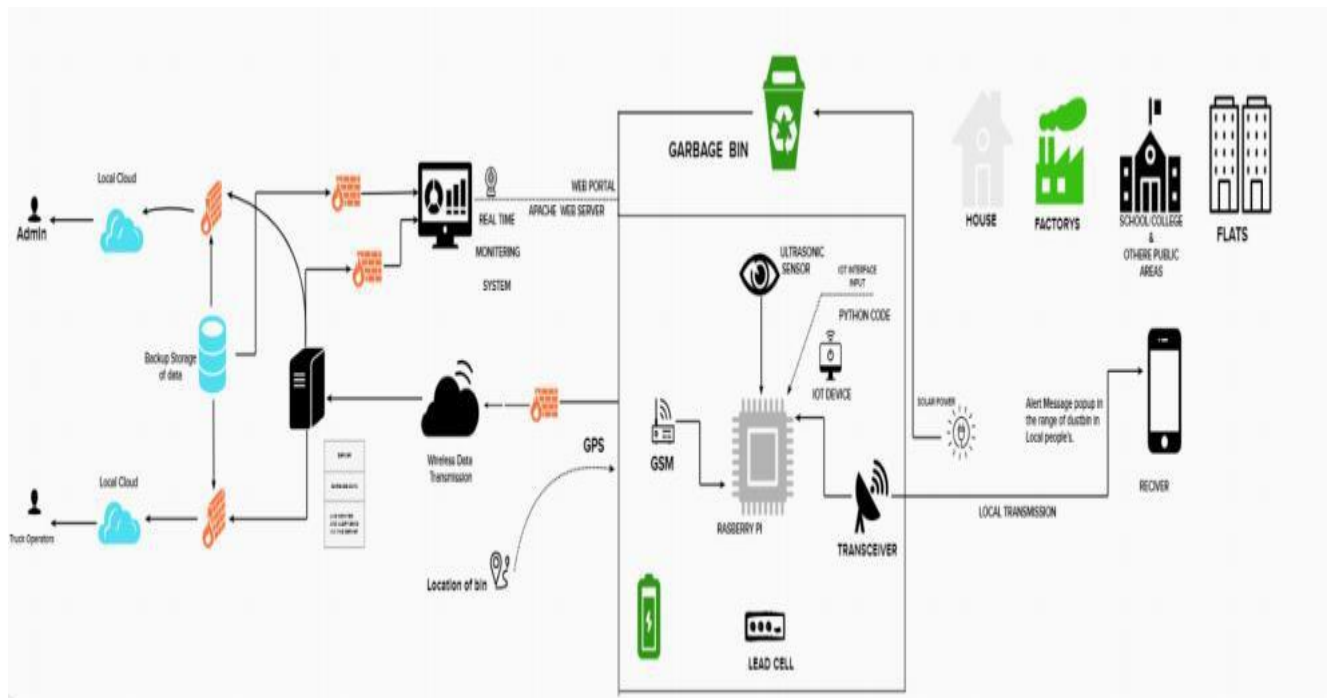 GARBAGE BIN
HOUSE
FACTORYS
SCHOOL/COLLEGE
&
OTHERE PUBLIC
AREAS
FLATS
Local Cloud
Admin
WEB PORTAL
APACHE WEB SERVER
REAL TIME
MONITERING
SYSTEM
ULTRASONIC
SENSOR
IOT INTERFACE
INPUT
PYTHON CODE
IOT DEVICE
Backup Storage
of data
Wireless Data
Transmission
GPS
GSM
RASBERRY PI
TRANSCEIVER
SOLAR POWER
Alert Message popup in
the range of dustbin in
Local people's.
RECIVER
LOCAL TRANSMISSION
Local Cloud
Truck Operators
Location of bin
LEAD CELL